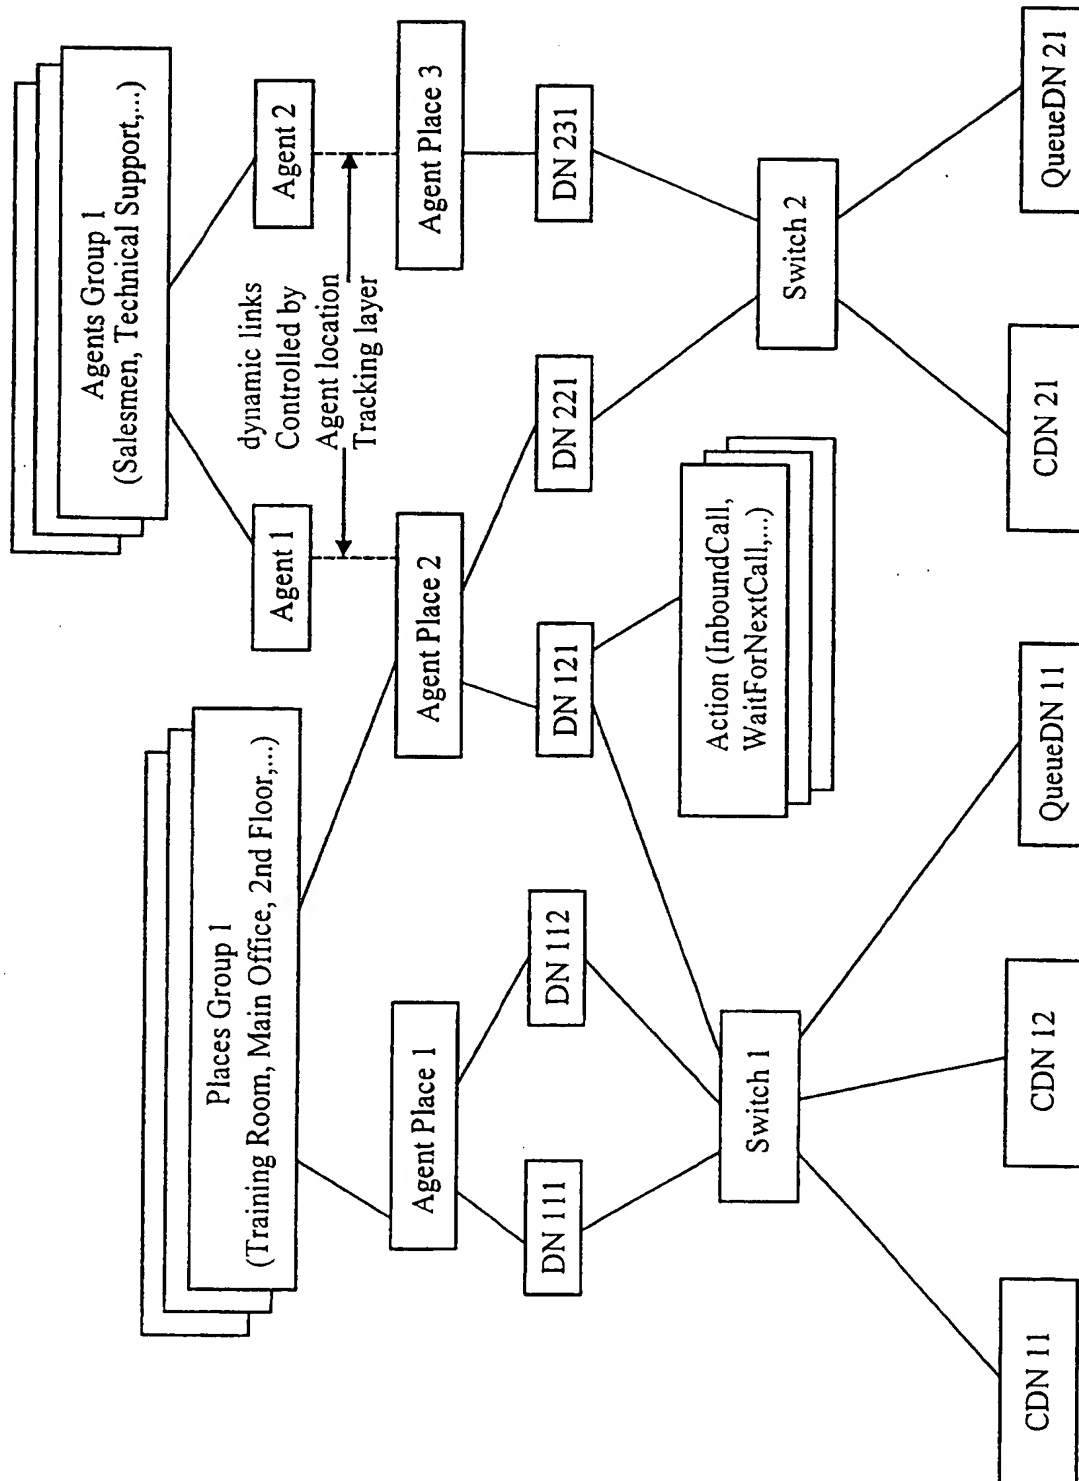 Places Group 1
(Training Room, Main Office, 2nd Floor,...)
Agents Group 1
(Salesmen, Technical Support,...)
Agent 1
Agent 2
dynamic links
Controlled by
Agent location
Tracking layer
Agent Place 1
Agent Place 2
Agent Place 3
DN 111
DN 112
DN 121
DN 221
DN 231
Action (InboundCall,
WaitForNextCall,...)
Switch 1
Switch 2
CDN 11
CDN 12
QueueDN 11
CDN 21
QueueDN 21